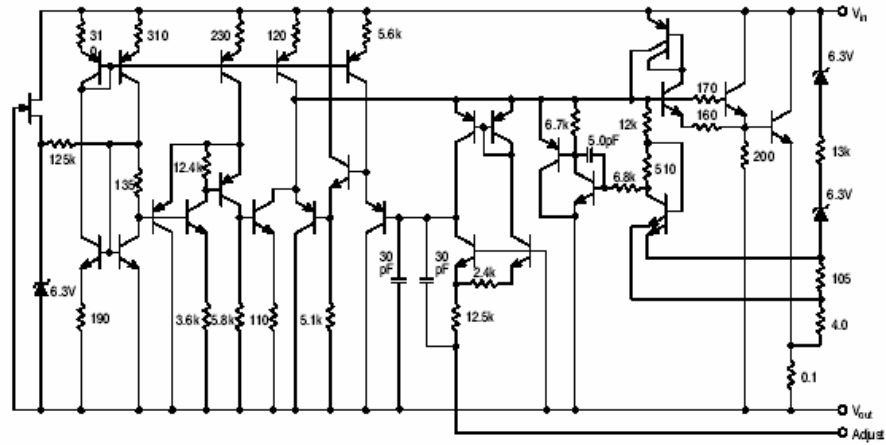 31 0
310
230
120
5.6k
V_in
6.3V
170
160
6.7k
12k
5.0pF
125k
12.4k
135
510
6.8k
200
13k
6.3V
30 pF
30 pF
2.4k
105
6.3V
190
3.6k
5.8k
110
5.1k
12.5k
4.0
0.1
V_out
Adjust